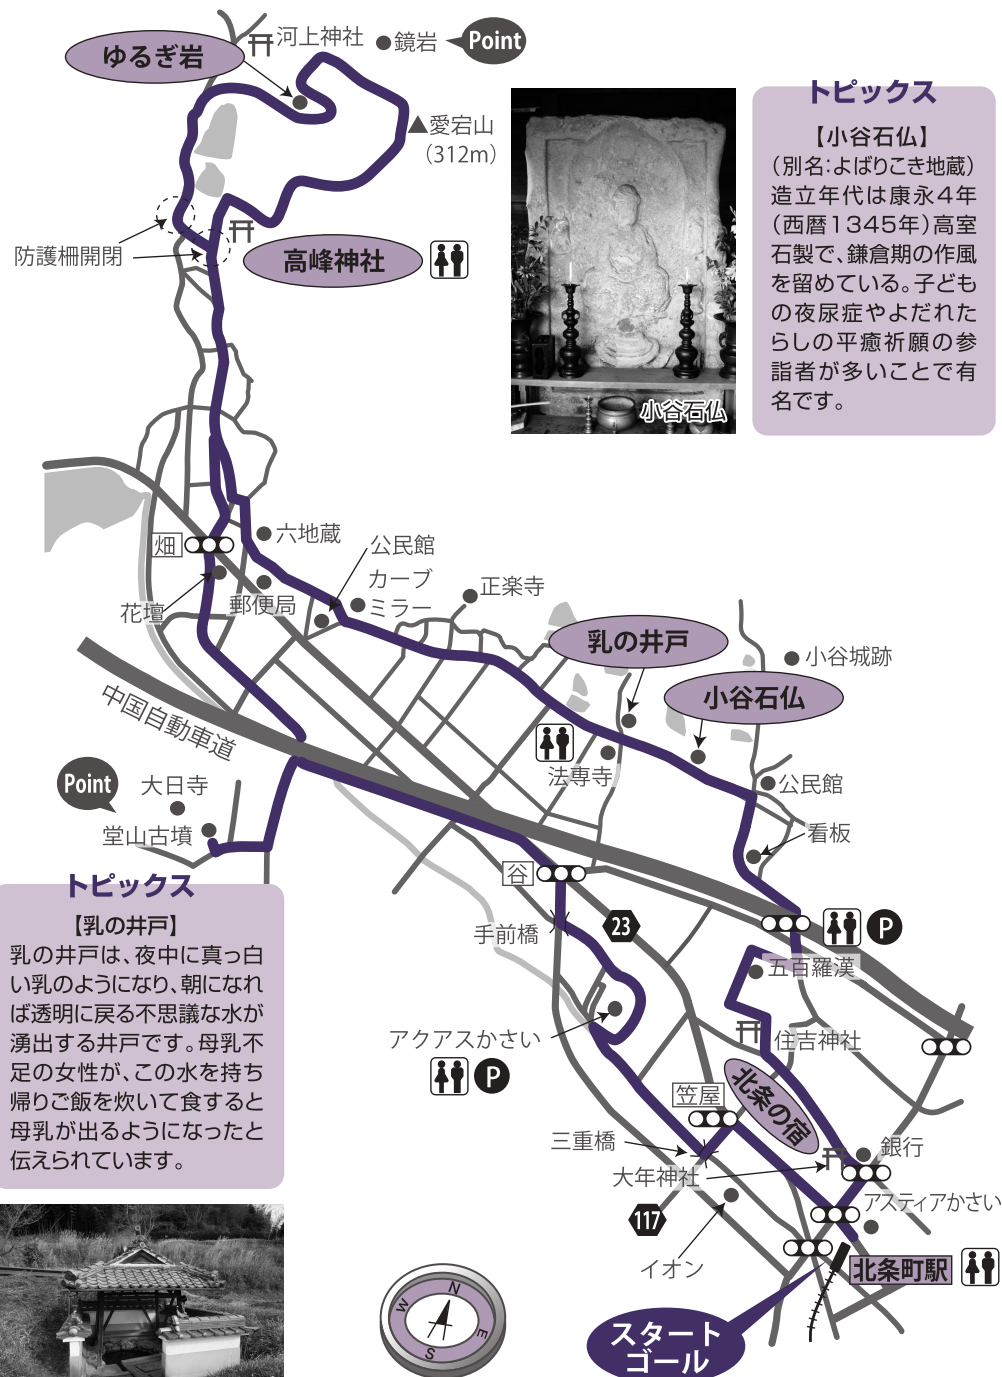 ゆるぎ岩
河上神社
鏡岩
Point
愛宕山
(312m)
防護柵開閉
高峰神社
小谷石仏
トピックス
【小谷石仏】
(別名:よばりこき地蔵)
造立年代は康永4年
(西暦1345年)高室
石製で、鎌倉期の作風
を留めている。子ども
の夜尿症やよだれた
らしの平癒祈願の参
詣者が多いことで有
名です。
畑
六地蔵
公民館
カーブ
ミラー
正楽寺
花壇
郵便局
乳の井戸
小谷石仏
小谷城跡
中国自動車道
法専寺
公民館
看板
Point
大日寺
堂山古墳
谷
手前橋
23
P
五百羅漢
住吉神社
アクアスかさい
P
笠屋
北条の宿
三重橋
大年神社
銀行
アスティアかさい
117
イオン
北条町駅
スタート
ゴール
トピックス
【乳の井戸】
乳の井戸は、夜中に真っ白
い乳のようになり、朝になれ
ば透明に戻る不思議な水が
湧出する井戸です。母乳不
足の女性が、この水を持ち
帰りご飯を炊いて食すると
母乳が出るようになったと
伝えられています。
N
W
E
S